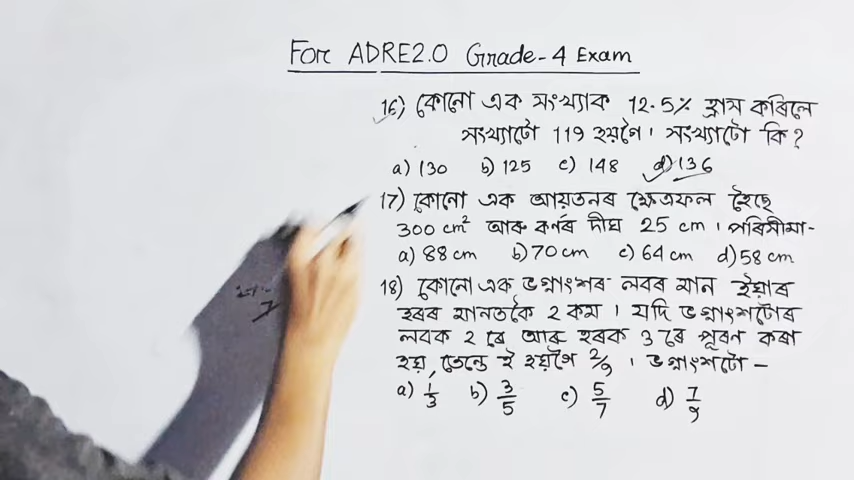 For ADRE2.0 Grade-4 Exam
16) কোনো এক সংখ্যাক 12.5% হ্ৰাস কৰিলে
সংখ্যাটো 119 হয়গৈ। সংখ্যাটো কি?
a) 130 b) 125 c) 148 d) 136
17) কোনো এক আয়তনৰ ক্ষেত্ৰফল হৈছে
300 cm² আৰু কৰ্নৰ দীঘ 25 cm। পৰিসীমা-
a) 88 cm b) 70 cm c) 64 cm d) 58 cm
18) কোনো এক ভগ্নাংশৰ লবৰ মান ইয়াৰ
হৰৰ মানতকৈ 2 কম। যদি ভগ্নাংশটোৰ
লবক 2 ৰে আৰু হৰক 3 ৰে পূৰণ কৰা
হয়, তেন্তে ই হয়গৈ 2/9। ভগ্নাংশটো –
a) 1/3 b) 3/5 c) 5/7 d) 7/9